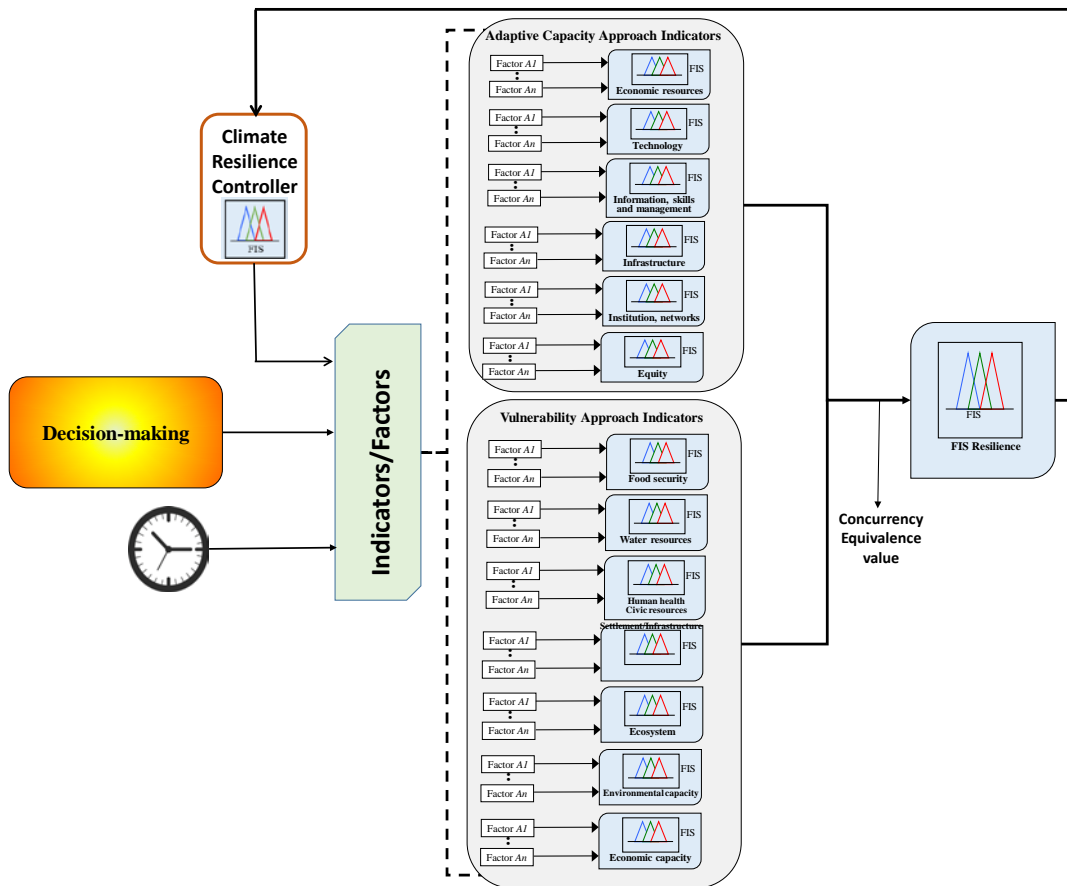 Climate
Resilience
Controller
FIS
Decision-making
Indicators/Factors
Adaptive Capacity Approach Indicators
Factor A1
Factor An
FIS
Economic resources
Factor A1
Factor An
FIS
Technology
Factor A1
Factor An
FIS
Information, skills
and management
Factor A1
Factor An
FIS
Infrastructure
Factor A1
Factor An
FIS
Institution, networks
Factor A1
Factor An
FIS
Equity
Vulnerability Approach Indicators
Factor A1
Factor An
FIS
Food security
Factor A1
Factor An
FIS
Water resources
Factor A1
Factor An
FIS
Human health
Civic resources
Settlement/Infrastructure
Factor A1
Factor An
FIS
Factor A1
Factor An
FIS
Ecosystem
Factor A1
Factor An
FIS
Environmental capacity
Factor A1
Factor An
FIS
Economic capacity
Concurrency
Equivalence
value
FIS
FIS Resilience